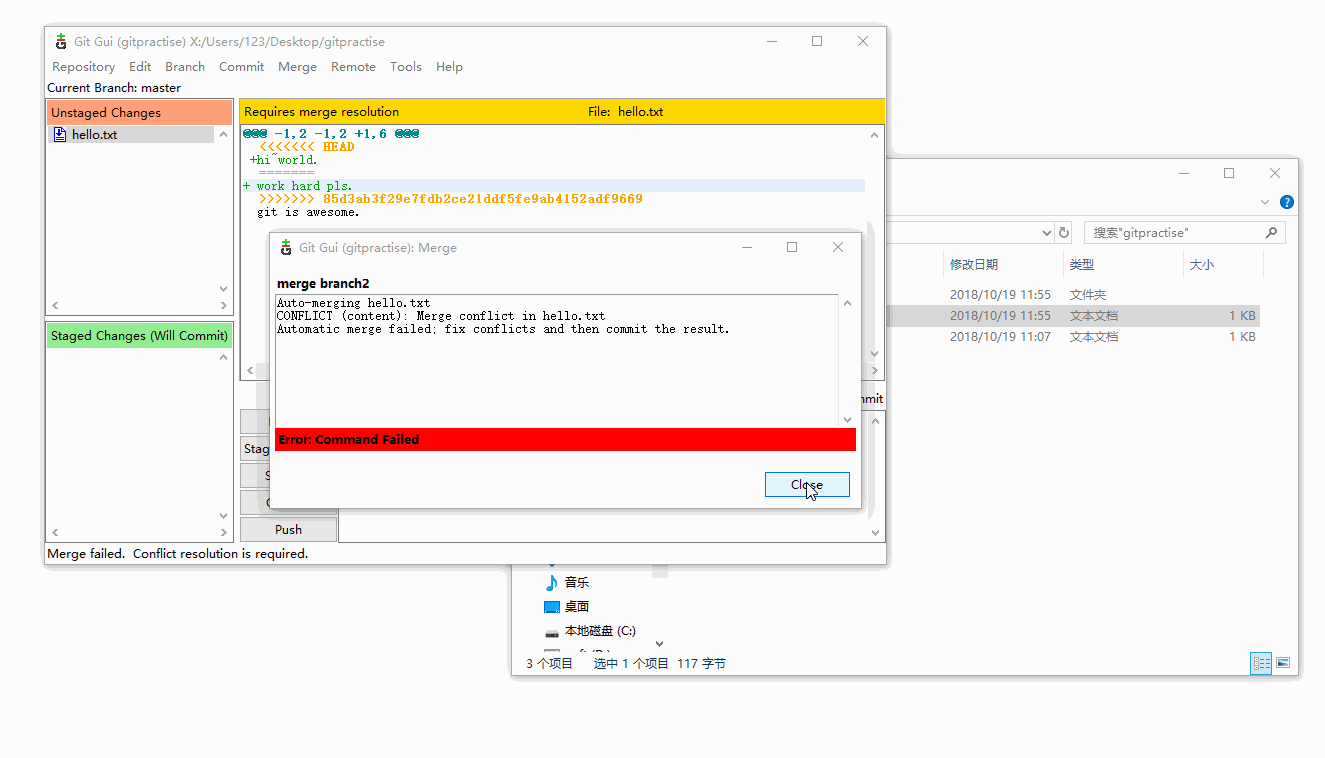 Git Gui (gitpractise) X:/Users/123/Desktop/gitpractise
Repository Edit Branch Commit Merge Remote Tools Help
Current Branch: master
Unstaged Changes
hello.txt
Requires merge resolution File: hello.txt
@@@ -1,2 -1,2 +1,6 @@@
<<<<<<< HEAD
+hi~world.
=======
+ work hard pls.
>>>>>>> 85d3ab3f29e7fdb2ce21ddf5fe9ab4152adf9669
git is awesome.
Staged Changes (Will Commit)
Git Gui (gitpractise): Merge
merge branch2
Auto-merging hello.txt
CONFLICT (content): Merge conflict in hello.txt
Automatic merge failed; fix conflicts and then commit the result.
Error: Command Failed
Close
Push
Merge failed. Conflict resolution is required.
搜索"gitpractise"
修改日期 类型 大小
2018/10/19 11:55 文件夹
2018/10/19 11:55 文本文档 1 KB
2018/10/19 11:07 文本文档 1 KB
音乐
桌面
本地磁盘 (C:)
3 个项目 选中 1 个项目 117 字节